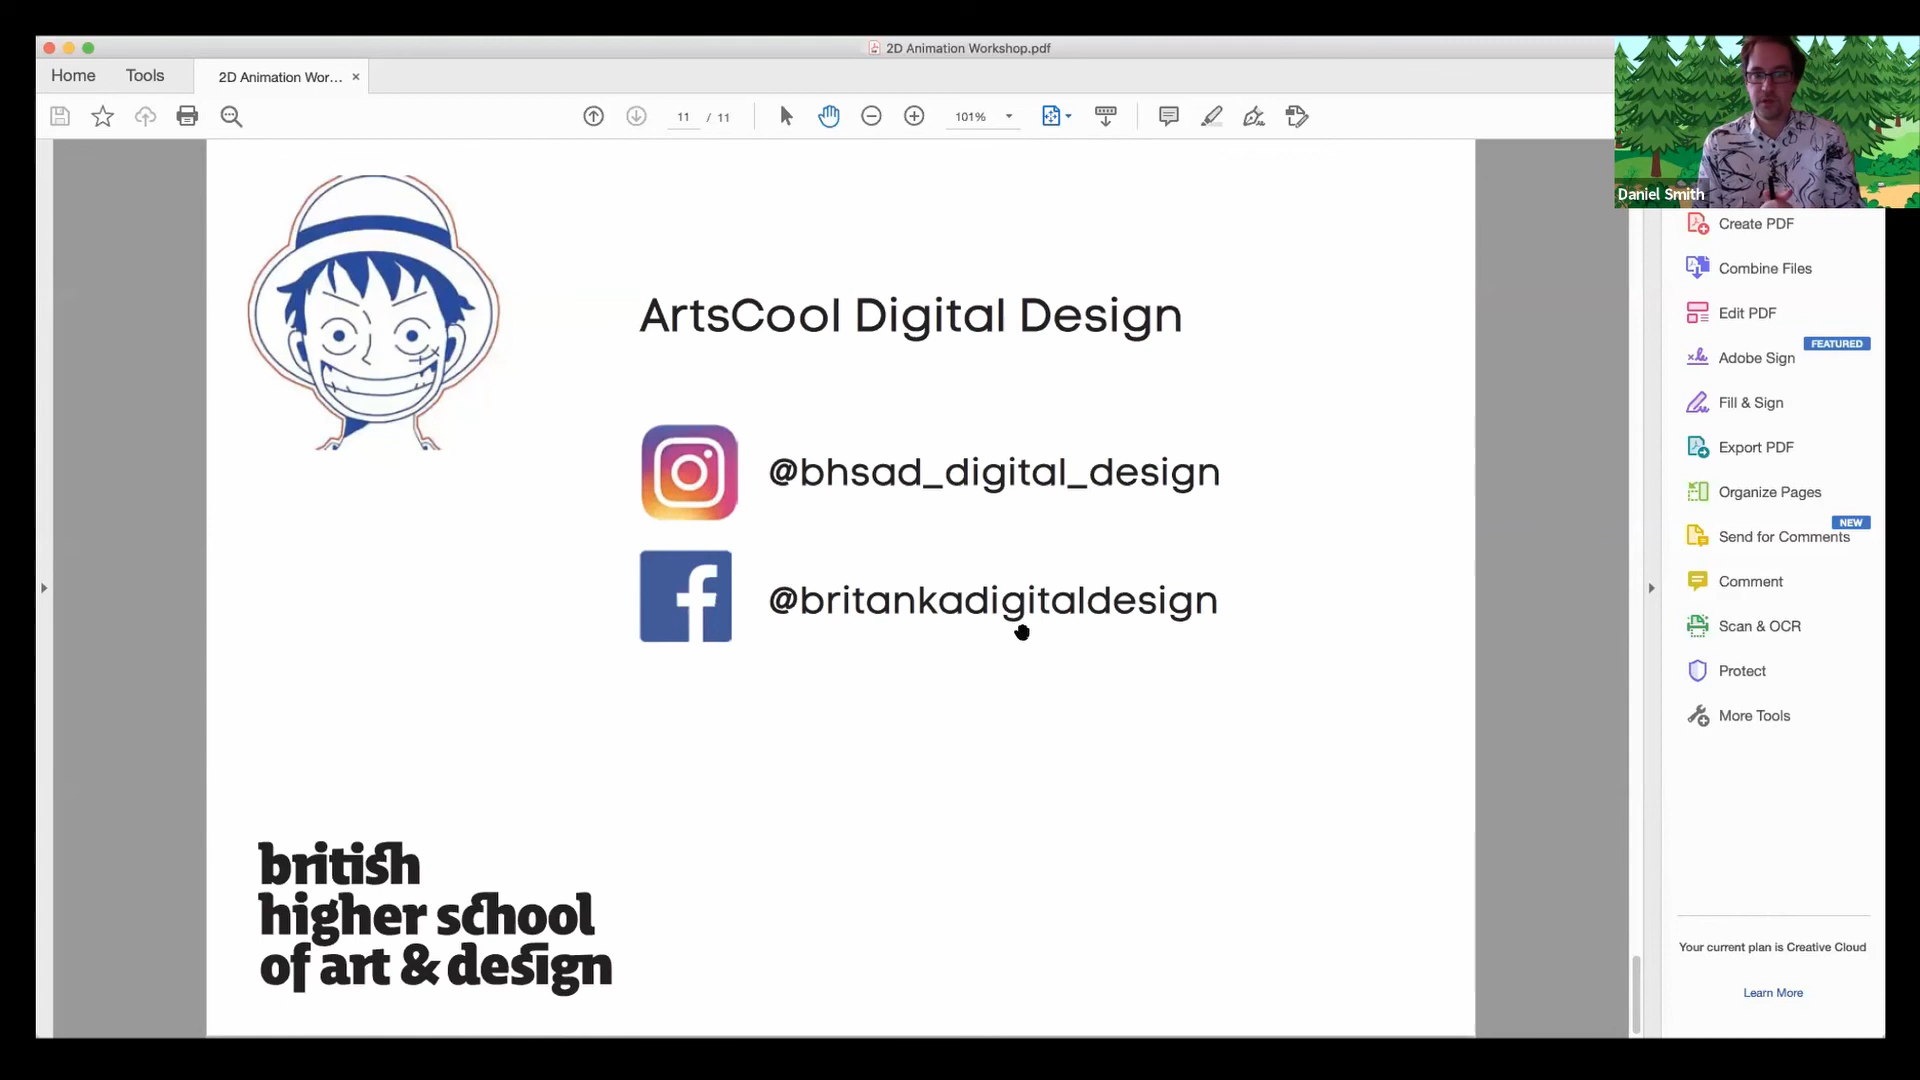 2D Animation Workshop.pdf
Home
Tools
2D Animation Wor...
11 / 11
101%
Daniel Smith
ArtsCool Digital Design
@bhsad_digital_design
@britankadigitaldesign
british
higher school
of art & design
Create PDF
Combine Files
Edit PDF
FEATURED
Adobe Sign
Fill & Sign
Export PDF
Organize Pages
NEW
Send for Comments
Comment
Scan & OCR
Protect
More Tools
Your current plan is Creative Cloud
Learn More